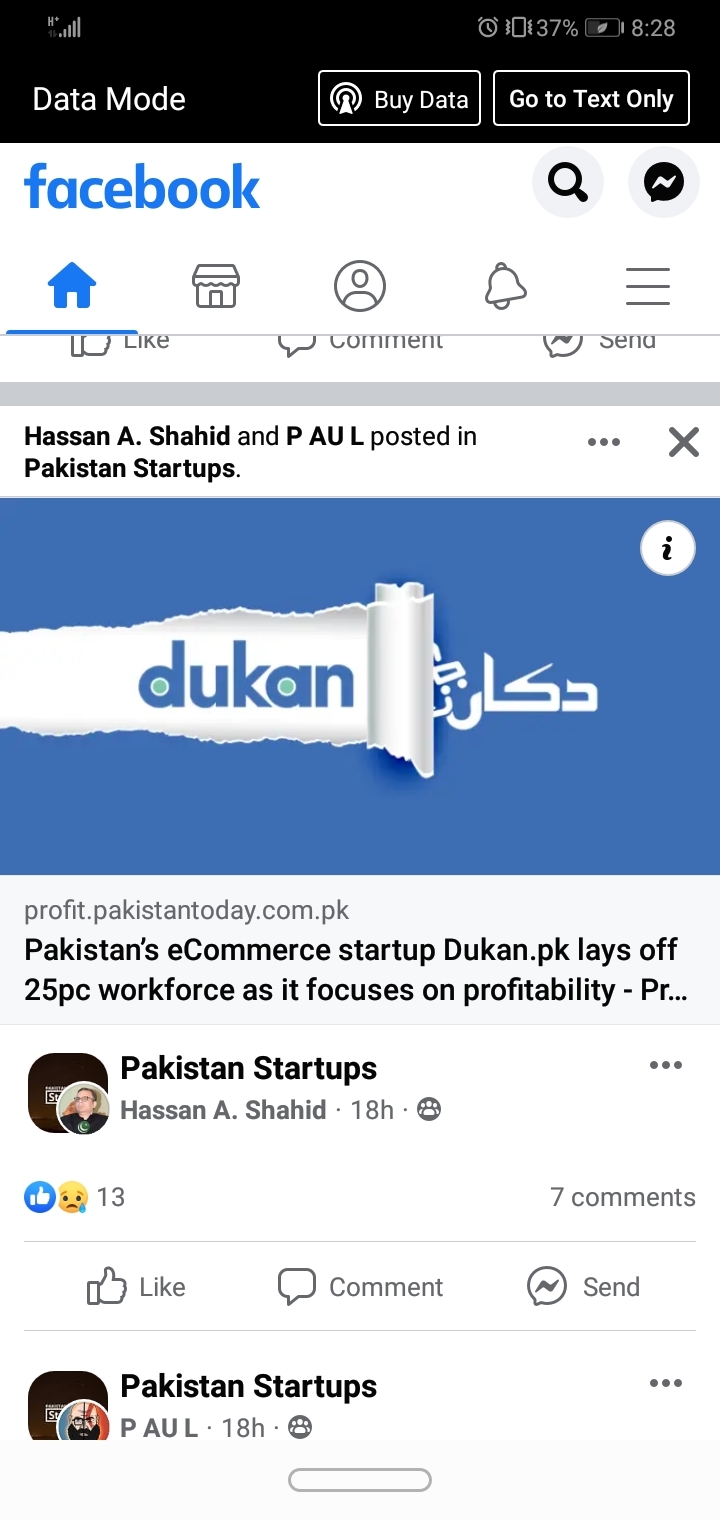 H+
37% 8:28
Data Mode Buy Data Go to Text Only
facebook
Like Comment Send
Hassan A. Shahid and P AU L posted in
Pakistan Startups.
dukan دکان
profit.pakistantoday.com.pk
Pakistan’s eCommerce startup Dukan.pk lays off
25pc workforce as it focuses on profitability - Pr...
Pakistan Startups
Hassan A. Shahid · 18h ·
13 7 comments
Like Comment Send
Pakistan Startups
P AU L · 18h ·